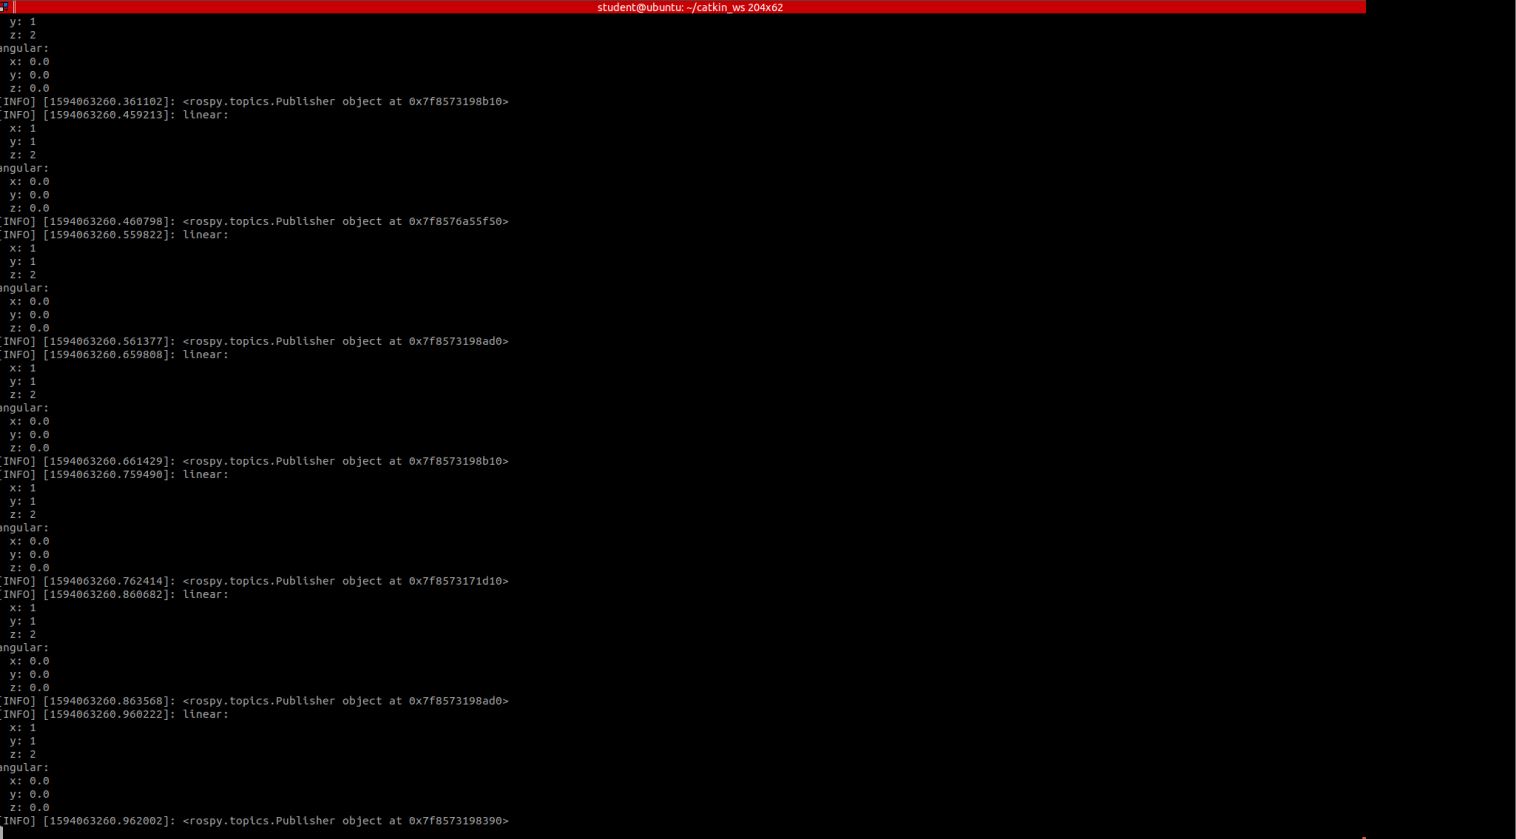 student@ubuntu: ~/catkin_ws 204x62
y: 1
z: 2
angular:
x: 0.0
y: 0.0
z: 0.0
[INFO] [1594063260.361102]: <rospy.topics.Publisher object at 0x7f8573198b10>
[INFO] [1594063260.459213]: linear:
x: 1
y: 1
z: 2
angular:
x: 0.0
y: 0.0
z: 0.0
[INFO] [1594063260.460798]: <rospy.topics.Publisher object at 0x7f8576a55f50>
[INFO] [1594063260.559822]: linear:
x: 1
y: 1
z: 2
angular:
x: 0.0
y: 0.0
z: 0.0
[INFO] [1594063260.561377]: <rospy.topics.Publisher object at 0x7f8573198ad0>
[INFO] [1594063260.659808]: linear:
x: 1
y: 1
z: 2
angular:
x: 0.0
y: 0.0
z: 0.0
[INFO] [1594063260.661429]: <rospy.topics.Publisher object at 0x7f8573198b10>
[INFO] [1594063260.759490]: linear:
x: 1
y: 1
z: 2
angular:
x: 0.0
y: 0.0
z: 0.0
[INFO] [1594063260.762414]: <rospy.topics.Publisher object at 0x7f8573171d10>
[INFO] [1594063260.860682]: linear:
x: 1
y: 1
z: 2
angular:
x: 0.0
y: 0.0
z: 0.0
[INFO] [1594063260.863568]: <rospy.topics.Publisher object at 0x7f8573198ad0>
[INFO] [1594063260.960222]: linear:
x: 1
y: 1
z: 2
angular:
x: 0.0
y: 0.0
z: 0.0
[INFO] [1594063260.962002]: <rospy.topics.Publisher object at 0x7f8573198390>